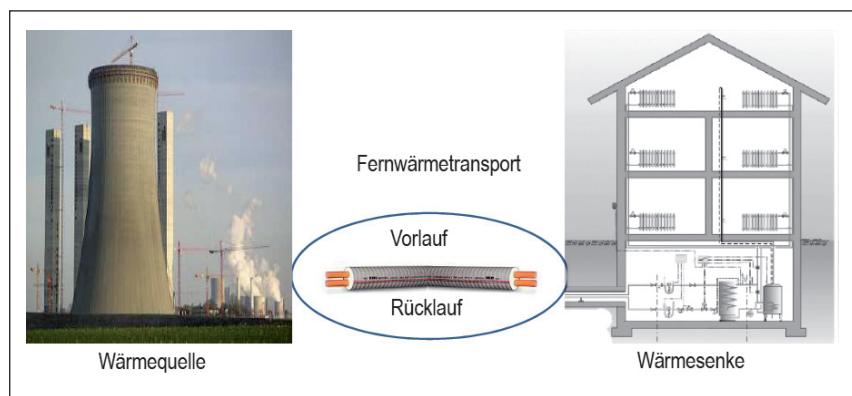 Fernwärmetransport
Vorlauf
Rücklauf
Wärmequelle
Wärmesenke